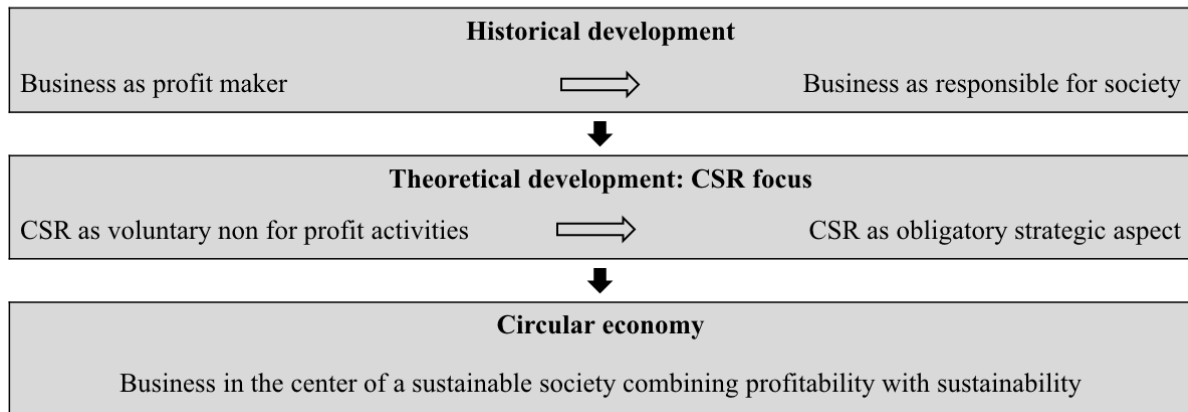 Historical development
Business as profit maker Business as responsible for society
Theoretical development: CSR focus
CSR as voluntary non for profit activities CSR as obligatory strategic aspect
Circular economy
Business in the center of a sustainable society combining profitability with sustainability